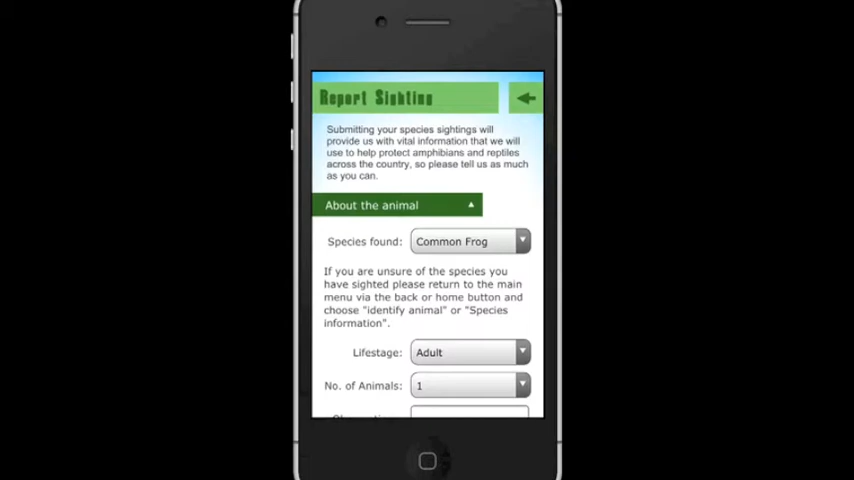 Report Sighting
Submitting your species sightings will
provide us with vital information that we will
use to help protect amphibians and reptiles
across the country, so please tell us as much
as you can.
About the animal
Species found: Common Frog
If you are unsure of the species you
have sighted please return to the main
menu via the back or home button and
choose "identify animal" or "Species
information".
Lifestage: Adult
No. of Animals: 1